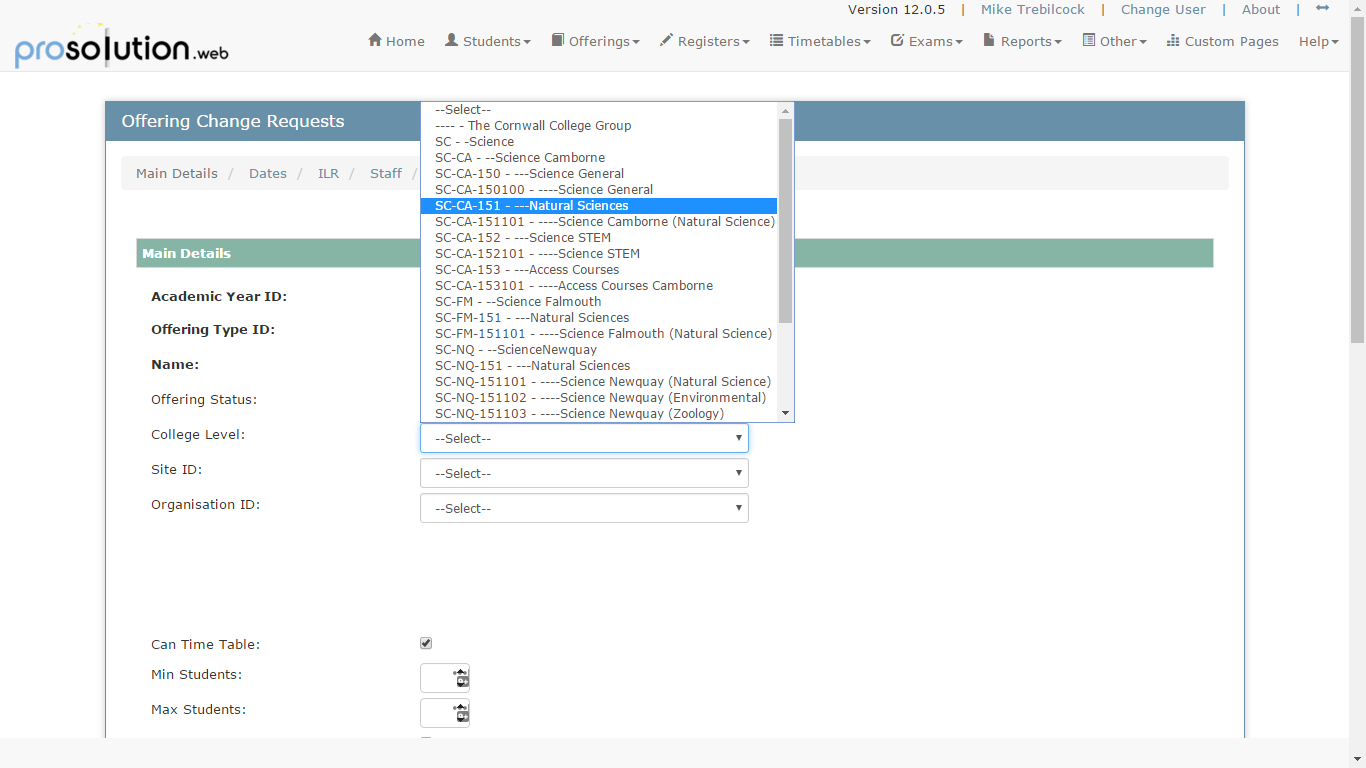 Version 12.0.5 | Mike Trebilcock | Change User | About |
prosolution.web
Home Students Offerings Registers Timetables Exams Reports Other Custom Pages Help
Offering Change Requests
Main Details / Dates / ILR / Staff /
--Select--
---- - The Cornwall College Group
SC - -Science
SC-CA - --Science Camborne
SC-CA-150 - ---Science General
SC-CA-150100 - ----Science General
SC-CA-151 - ---Natural Sciences
SC-CA-151101 - ----Science Camborne (Natural Science)
SC-CA-152 - ---Science STEM
SC-CA-152101 - ----Science STEM
SC-CA-153 - ---Access Courses
SC-CA-153101 - ----Access Courses Camborne
SC-FM - --Science Falmouth
SC-FM-151 - ---Natural Sciences
SC-FM-151101 - ----Science Falmouth (Natural Science)
SC-NQ - --ScienceNewquay
SC-NQ-151 - ---Natural Sciences
SC-NQ-151101 - ----Science Newquay (Natural Science)
SC-NQ-151102 - ----Science Newquay (Environmental)
SC-NQ-151103 - ----Science Newquay (Zoology)
Main Details
Academic Year ID:
Offering Type ID:
Name:
Offering Status:
College Level: --Select--
Site ID: --Select--
Organisation ID: --Select--
Can Time Table:
Min Students:
Max Students: